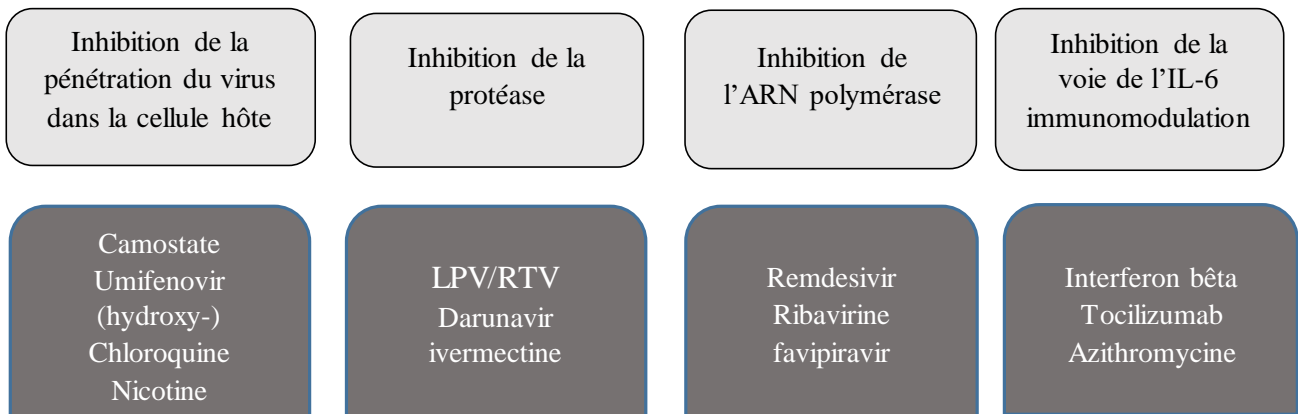 Inhibition de la
pénétration du virus
dans la cellule hôte
Inhibition de la
protéase
Inhibition de
l’ARN polymérase
Inhibition de la
voie de l’IL-6
immunomodulation
Camostate
Umifenovir
(hydroxy-)
Chloroquine
Nicotine
LPV/RTV
Darunavir
ivermectine
Remdesivir
Ribavirine
favipiravir
Interferon bêta
Tocilizumab
Azithromycine